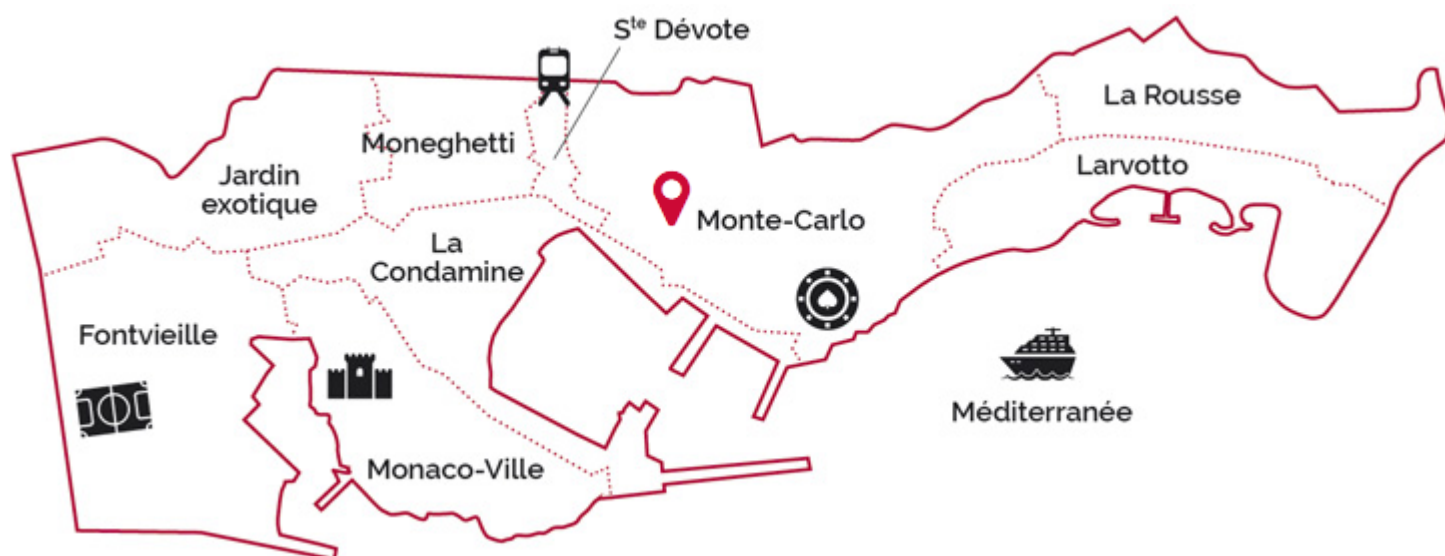 Sᵗᵉ Dévote
La Rousse
Moneghetti
Larvotto
Jardin
exotique
Monte-Carlo
La
Condamine
Fontvieille
Méditerranée
Monaco-Ville